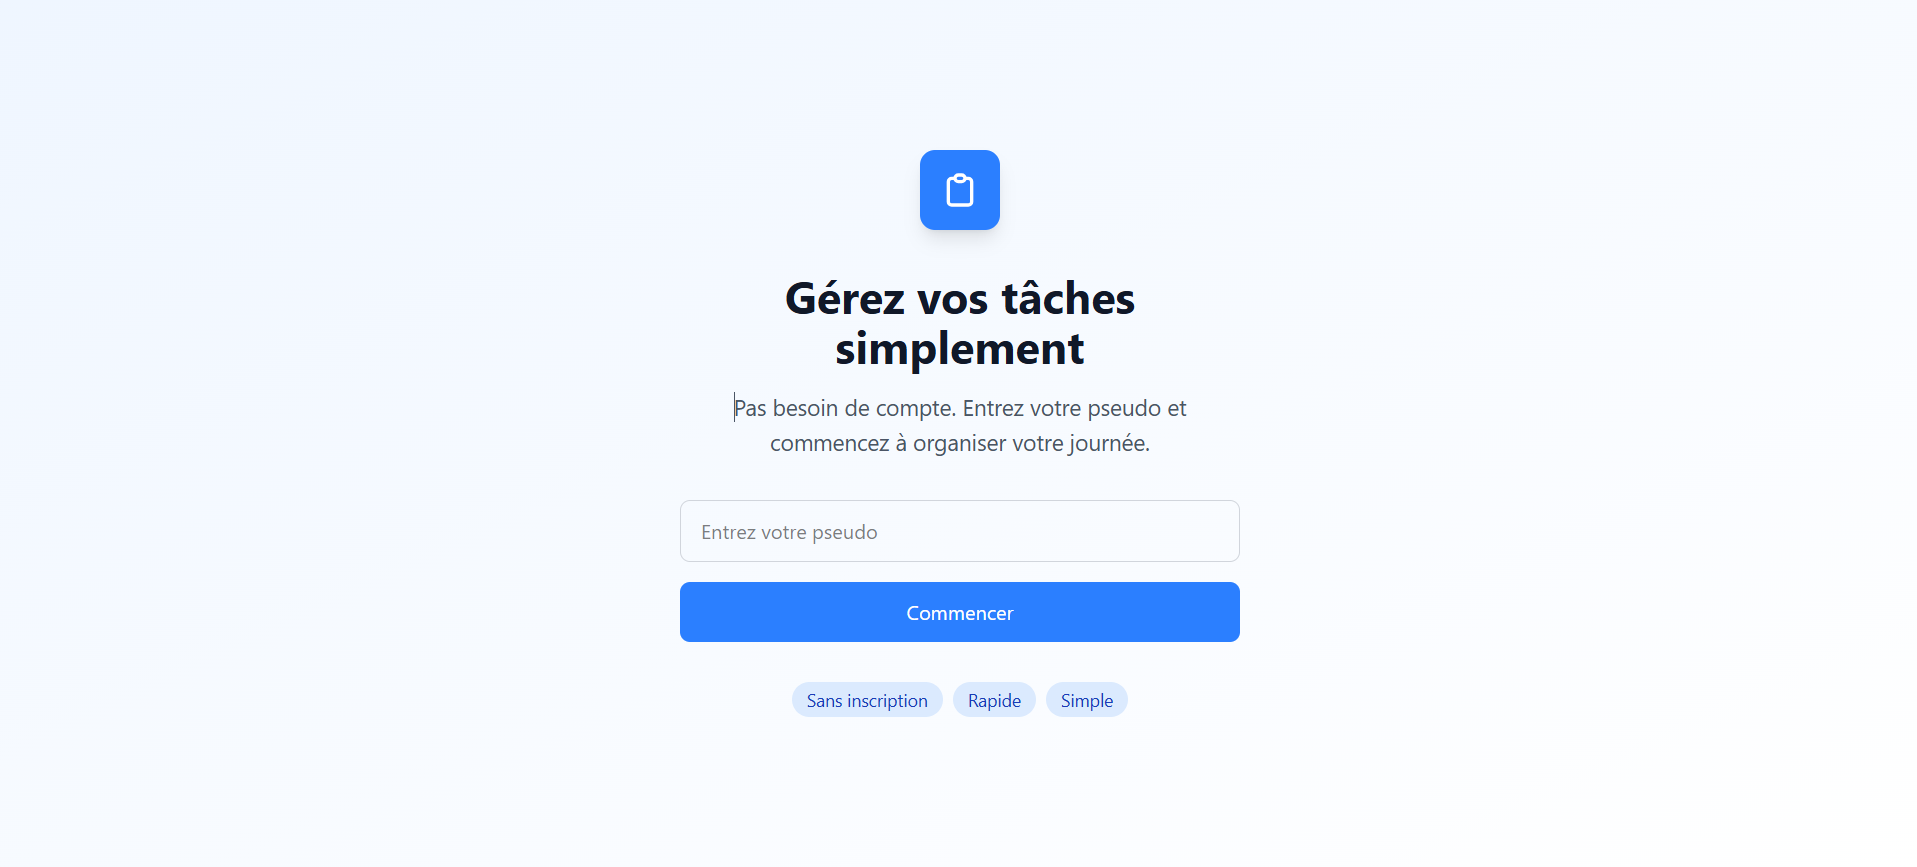 Gérez vos tâches
simplement
Pas besoin de compte. Entrez votre pseudo et
commencez à organiser votre journée.
Entrez votre pseudo
Commencer
Sans inscription Rapide Simple